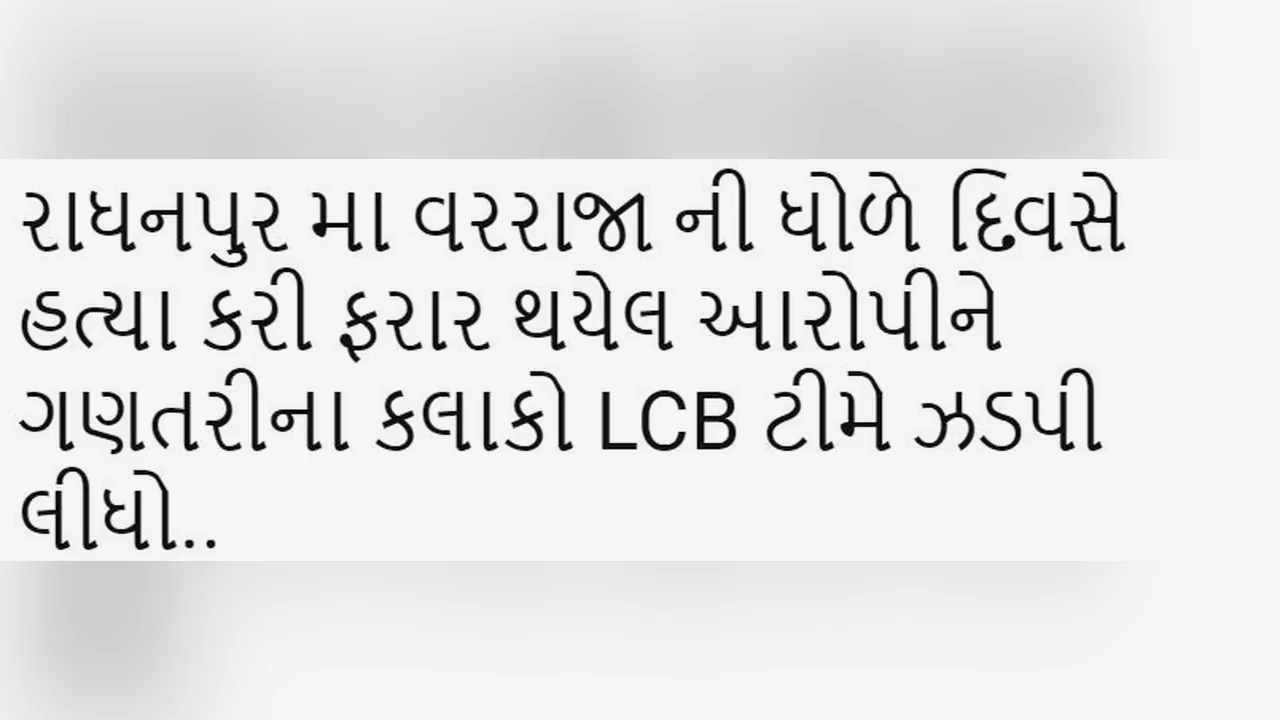 રાધનપુર મા વરરાજા ની ધોળે દિવસે
હત્યા કરી ફરાર થયેલ આરોપીને
ગણતરીના કલાકો LCB ટીમે ઝડપી
લીધો..